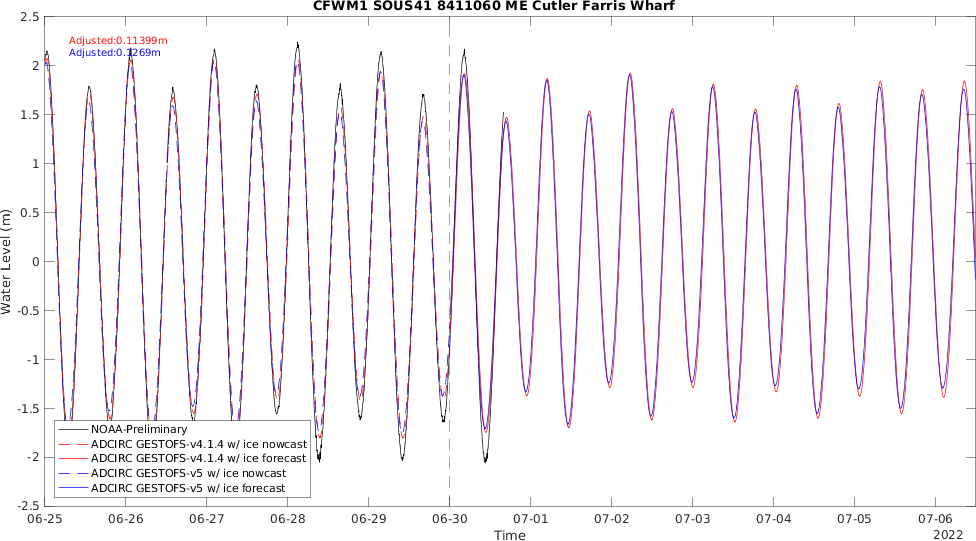 CFWM1 SOUS41 8411060 ME Cutler Farris Wharf
Adjusted:0.11399m
Adjusted:0.1269m
Water Level (m)
2.5
2
1.5
1
0.5
0
-0.5
-1
-1.5
-2
-2.5
NOAA-Preliminary
ADCIRC GESTOFS-v4.1.4 w/ ice nowcast
ADCIRC GESTOFS-v4.1.4 w/ ice forecast
ADCIRC GESTOFS-v5 w/ ice nowcast
ADCIRC GESTOFS-v5 w/ ice forecast
06-25 06-26 06-27 06-28 06-29 06-30 07-01 07-02 07-03 07-04 07-05 07-06
Time
2022